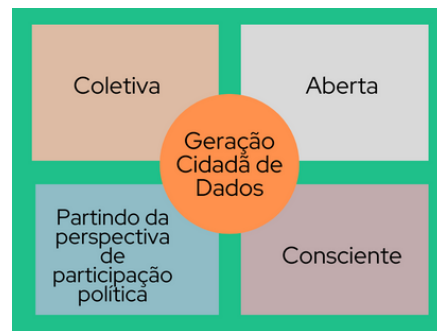 Coletiva
Aberta
Geração
Cidadã de
Dados
Partindo da
perspectiva
de
participação
política
Consciente